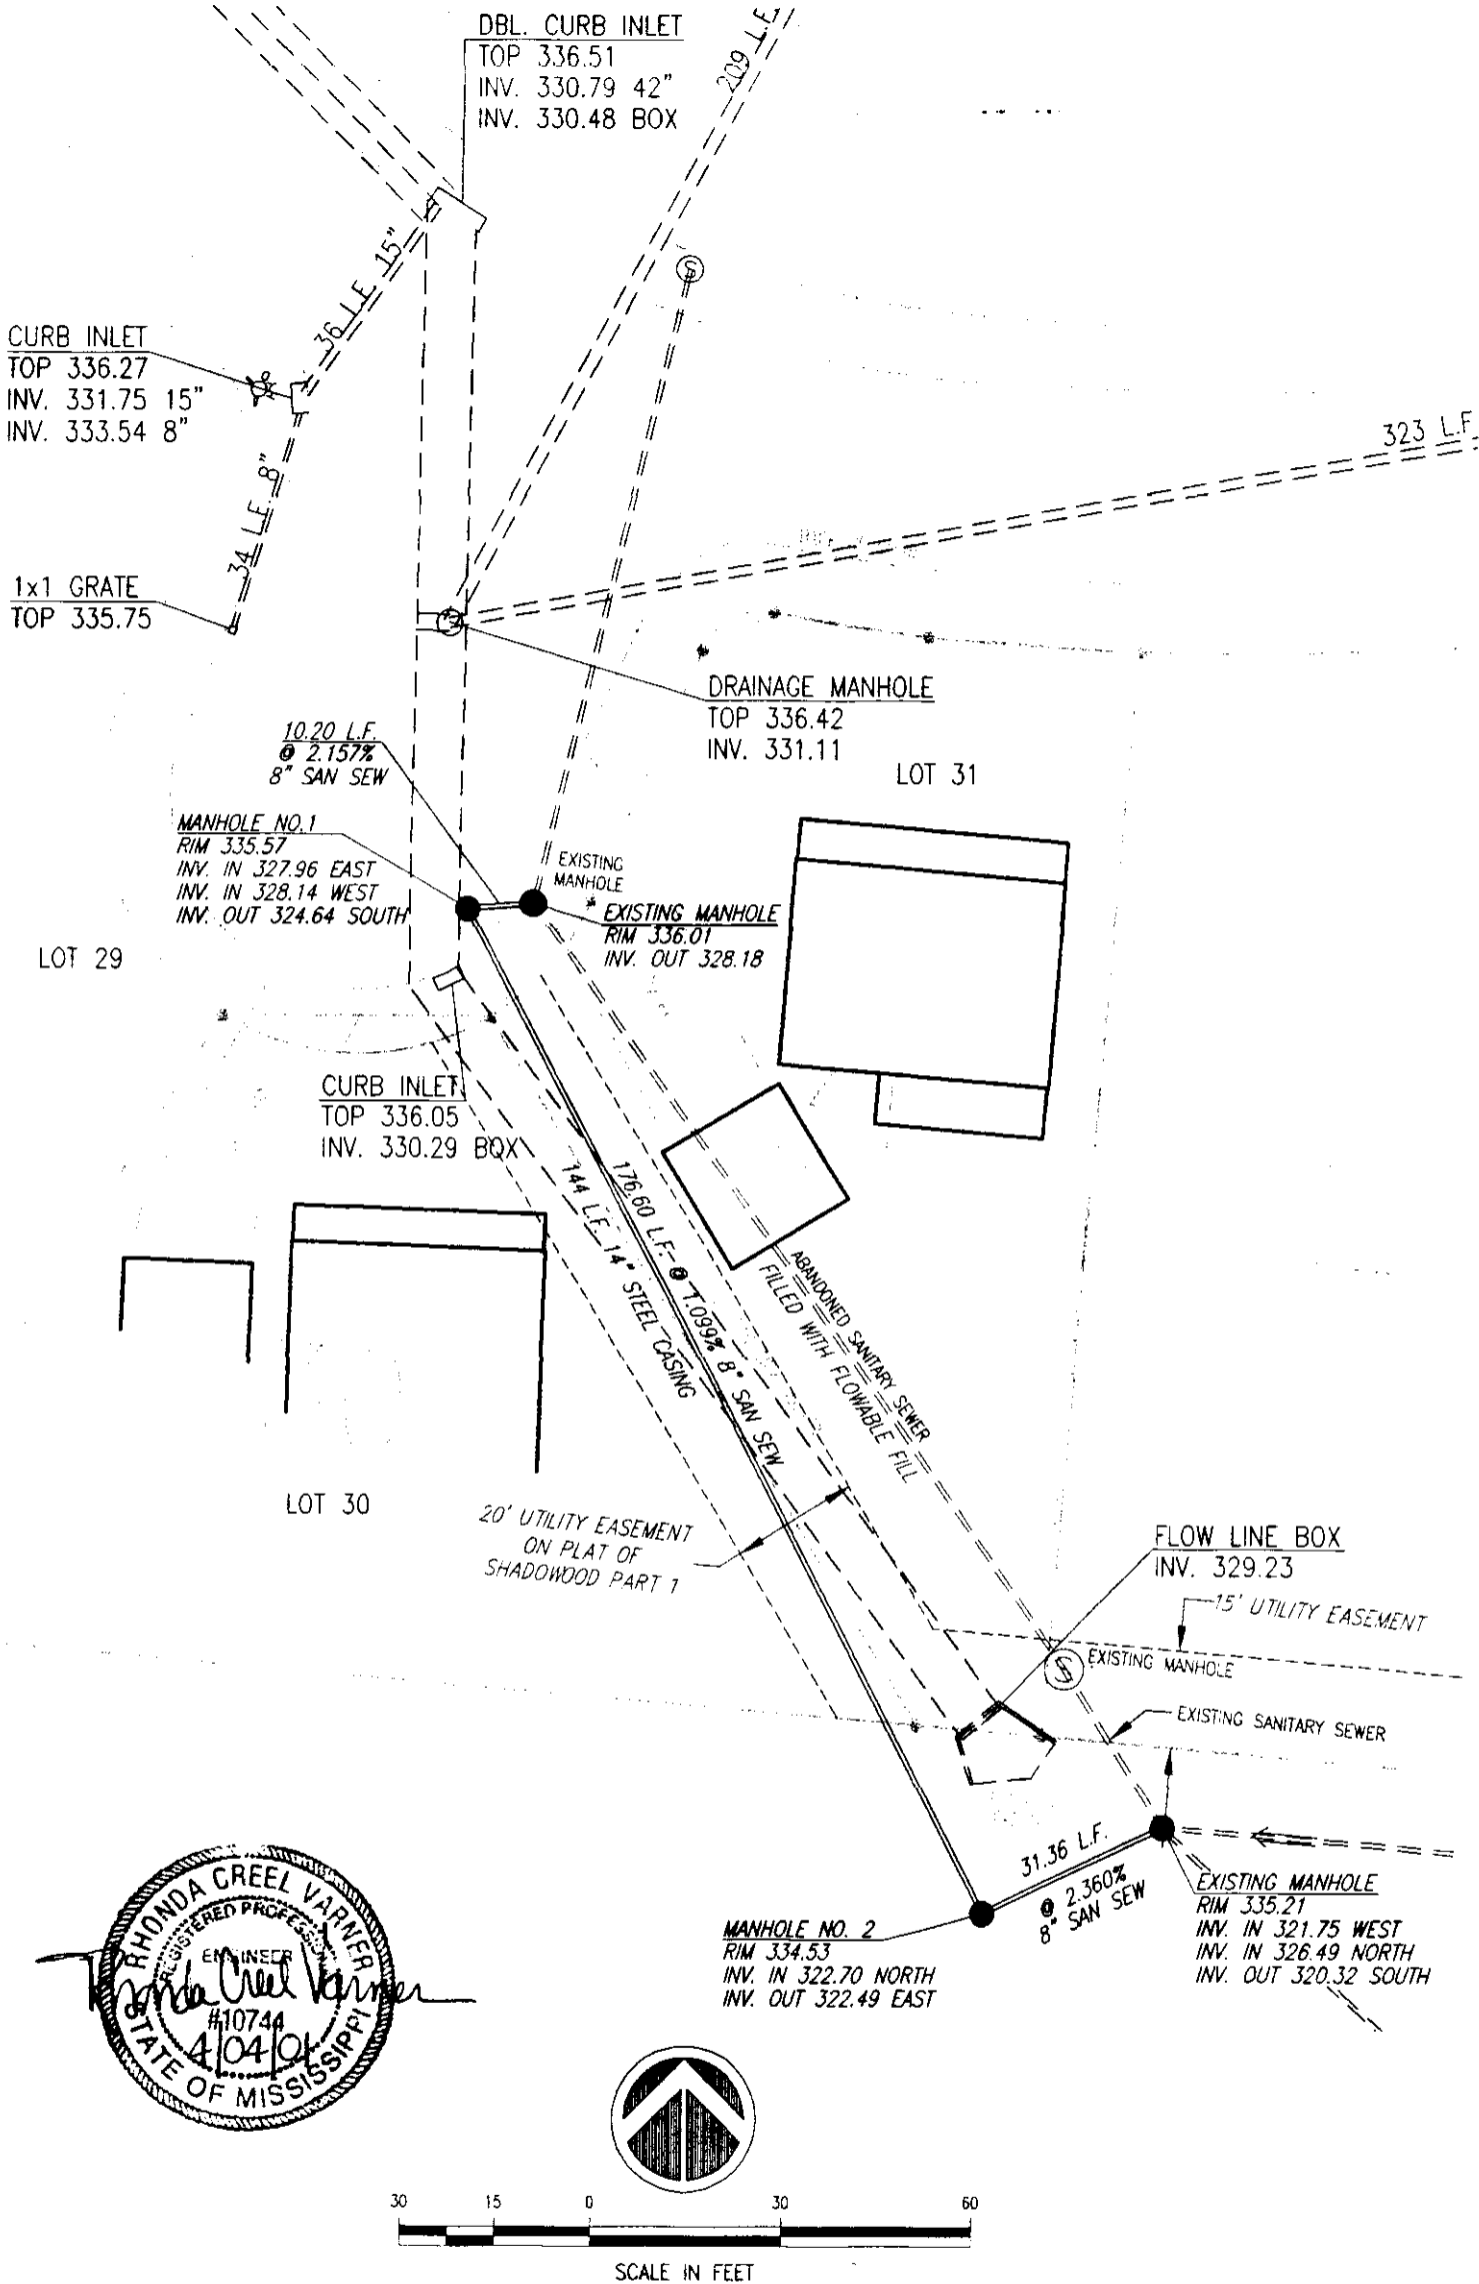 DBL. CURB INLET
TOP 336.51
INV. 330.79 42"
INV. 330.48 BOX
209 L.F.
36 L.F. 15"
CURB INLET
TOP 336.27
INV. 331.75 15"
INV. 333.54 8"
323 L.F.
34 L.F. 8"
1x1 GRATE
TOP 335.75
DRAINAGE MANHOLE
TOP 336.42
INV. 331.11
10.20 L.F.
@ 2.157%
8" SAN SEW
LOT 31
MANHOLE NO.1
RIM 335.57
INV. IN 327.96 EAST
INV. IN 328.14 WEST
INV. OUT 324.64 SOUTH
EXISTING
MANHOLE
EXISTING MANHOLE
RIM 336.01
INV. OUT 328.18
LOT 29
CURB INLET
TOP 336.05
INV. 330.29 BOX
144 L.F. 14" STEEL CASING
176.60 L.F. @ 1.099% 8" SAN SEW
ABANDONED SANITARY SEWER
FILLED WITH FLOWABLE FILL
LOT 30
20' UTILITY EASEMENT
ON PLAT OF
SHADOWOOD PART 1
FLOW LINE BOX
INV. 329.23
15' UTILITY EASEMENT
S
EXISTING MANHOLE
EXISTING SANITARY SEWER
31.36 L.F.
@ 2.360%
8" SAN SEW
EXISTING MANHOLE
RIM 335.21
INV. IN 321.75 WEST
INV. IN 326.49 NORTH
INV. OUT 320.32 SOUTH
MANHOLE NO. 2
RIM 334.53
INV. IN 322.70 NORTH
INV. OUT 322.49 EAST
RHONDA CREEL VARNER
REGISTERED PROFESSIONAL
ENGINEER
Rhonda Creel Varner
#10744
4/04/01
STATE OF MISSISSIPPI
S
30 15 0 30 60
SCALE IN FEET